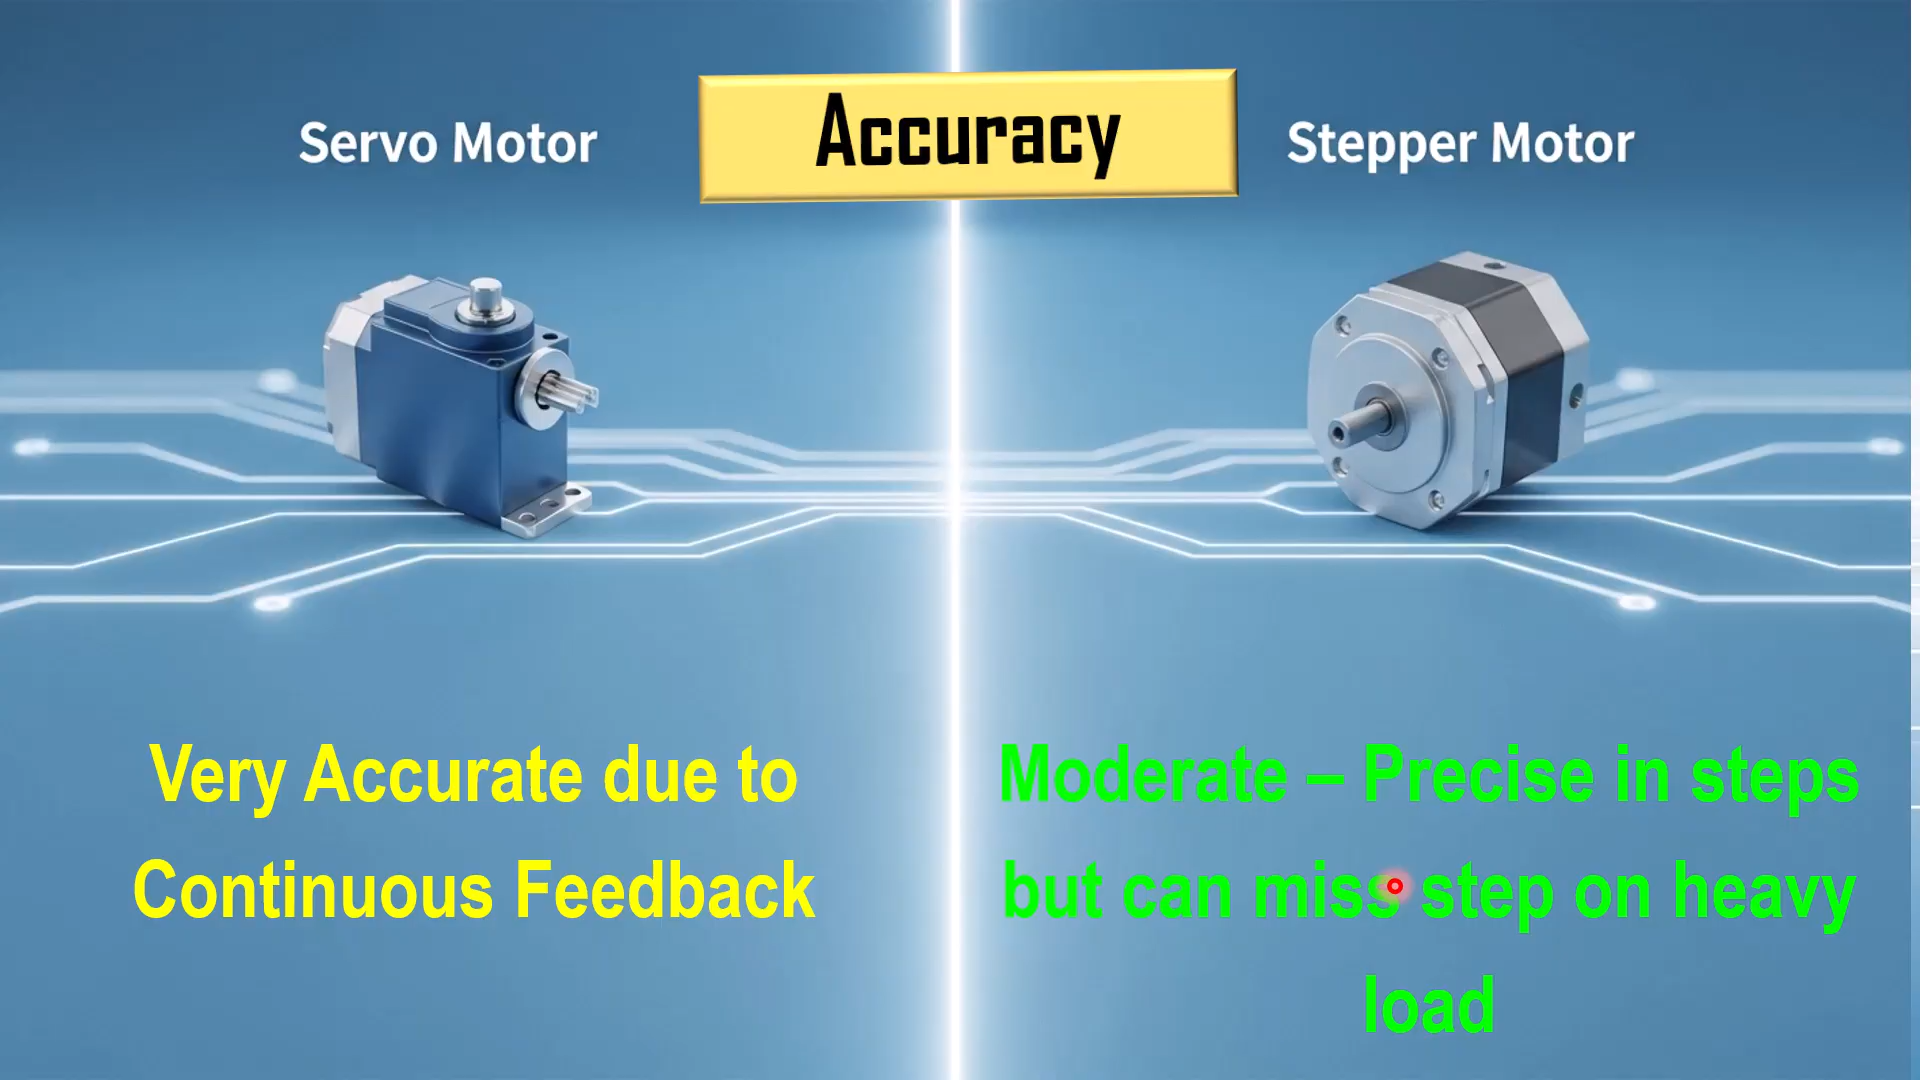 Accuracy
Servo Motor
Stepper Motor
Very Accurate due to
Continuous Feedback
Moderate – Precise in steps
but can miss step on heavy
load